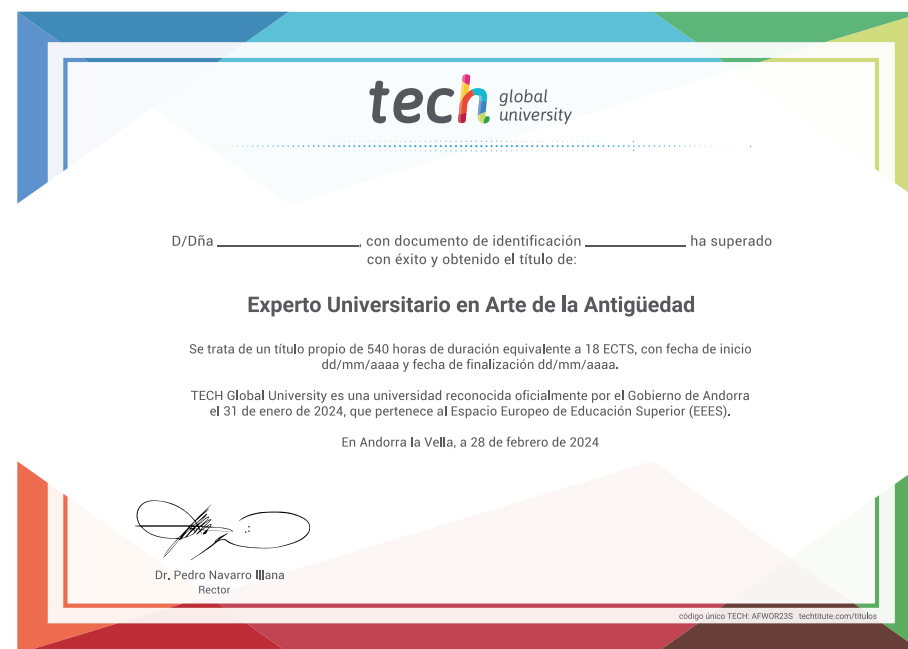 tech global university
D/Dña ______________, con documento de identificación __________ ha superado
con éxito y obtenido el título de:
Experto Universitario en Arte de la Antigüedad
Se trata de un título propio de 540 horas de duración equivalente a 18 ECTS, con fecha de inicio
dd/mm/aaaa y fecha de finalización dd/mm/aaaa.
TECH Global University es una universidad reconocida oficialmente por el Gobierno de Andorra
el 31 de enero de 2024, que pertenece al Espacio Europeo de Educación Superior (EEES).
En Andorra la Vella, a 28 de febrero de 2024
Dr. Pedro Navarro Illana
Rector
código único TECH: AFWOR23S techtitute.com/titulos